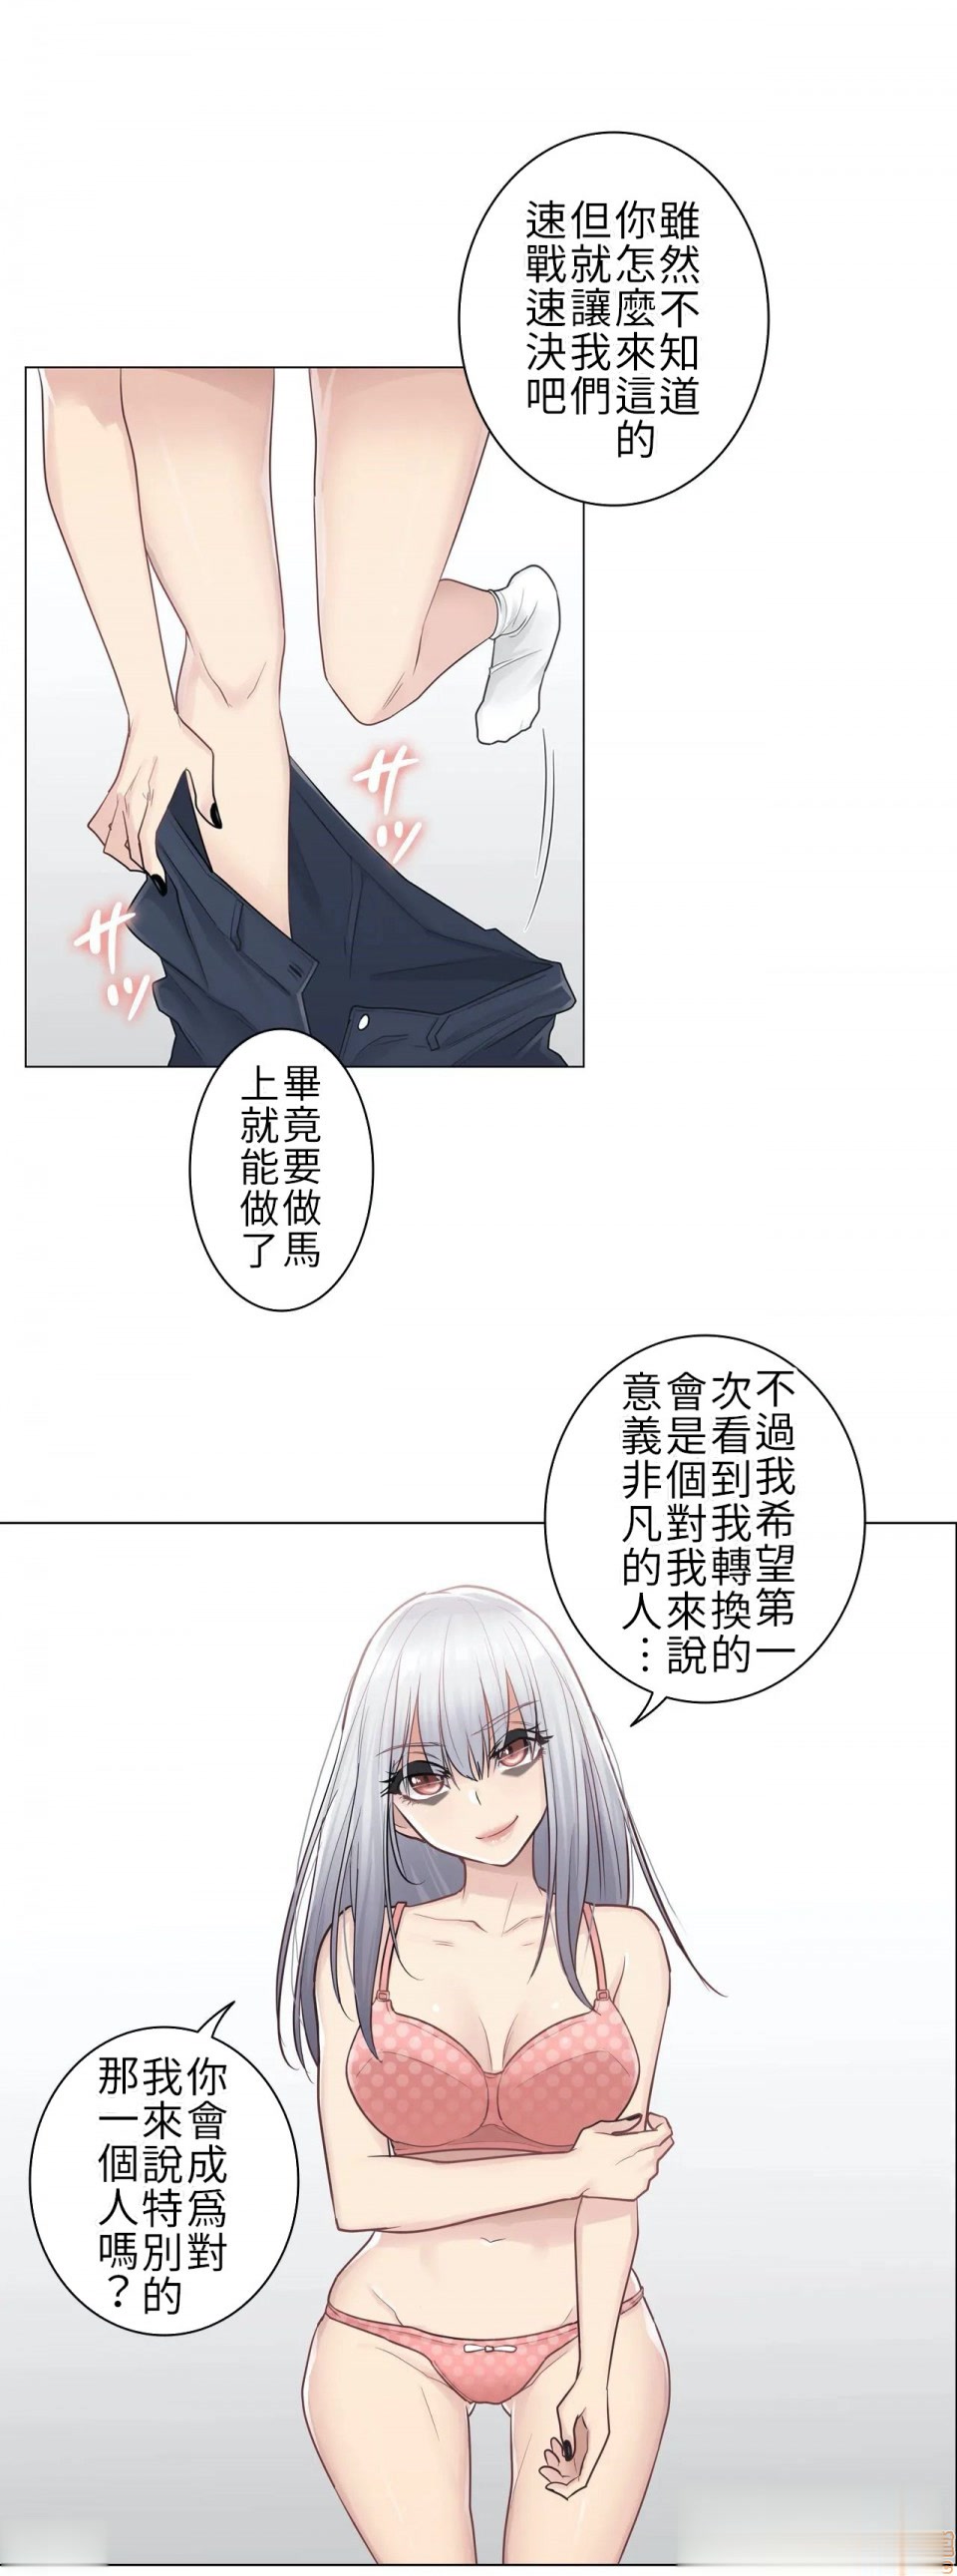 雖然不知道
你怎麼來這的
但就讓我們
速戰速決吧
サッ
サッ
畢竟要做馬
上就能做了
不過我希望第一
次看到我轉換的
會是個對我來說
意義非凡的人…
你會成爲對
我來說特別的
那一個人嗎？